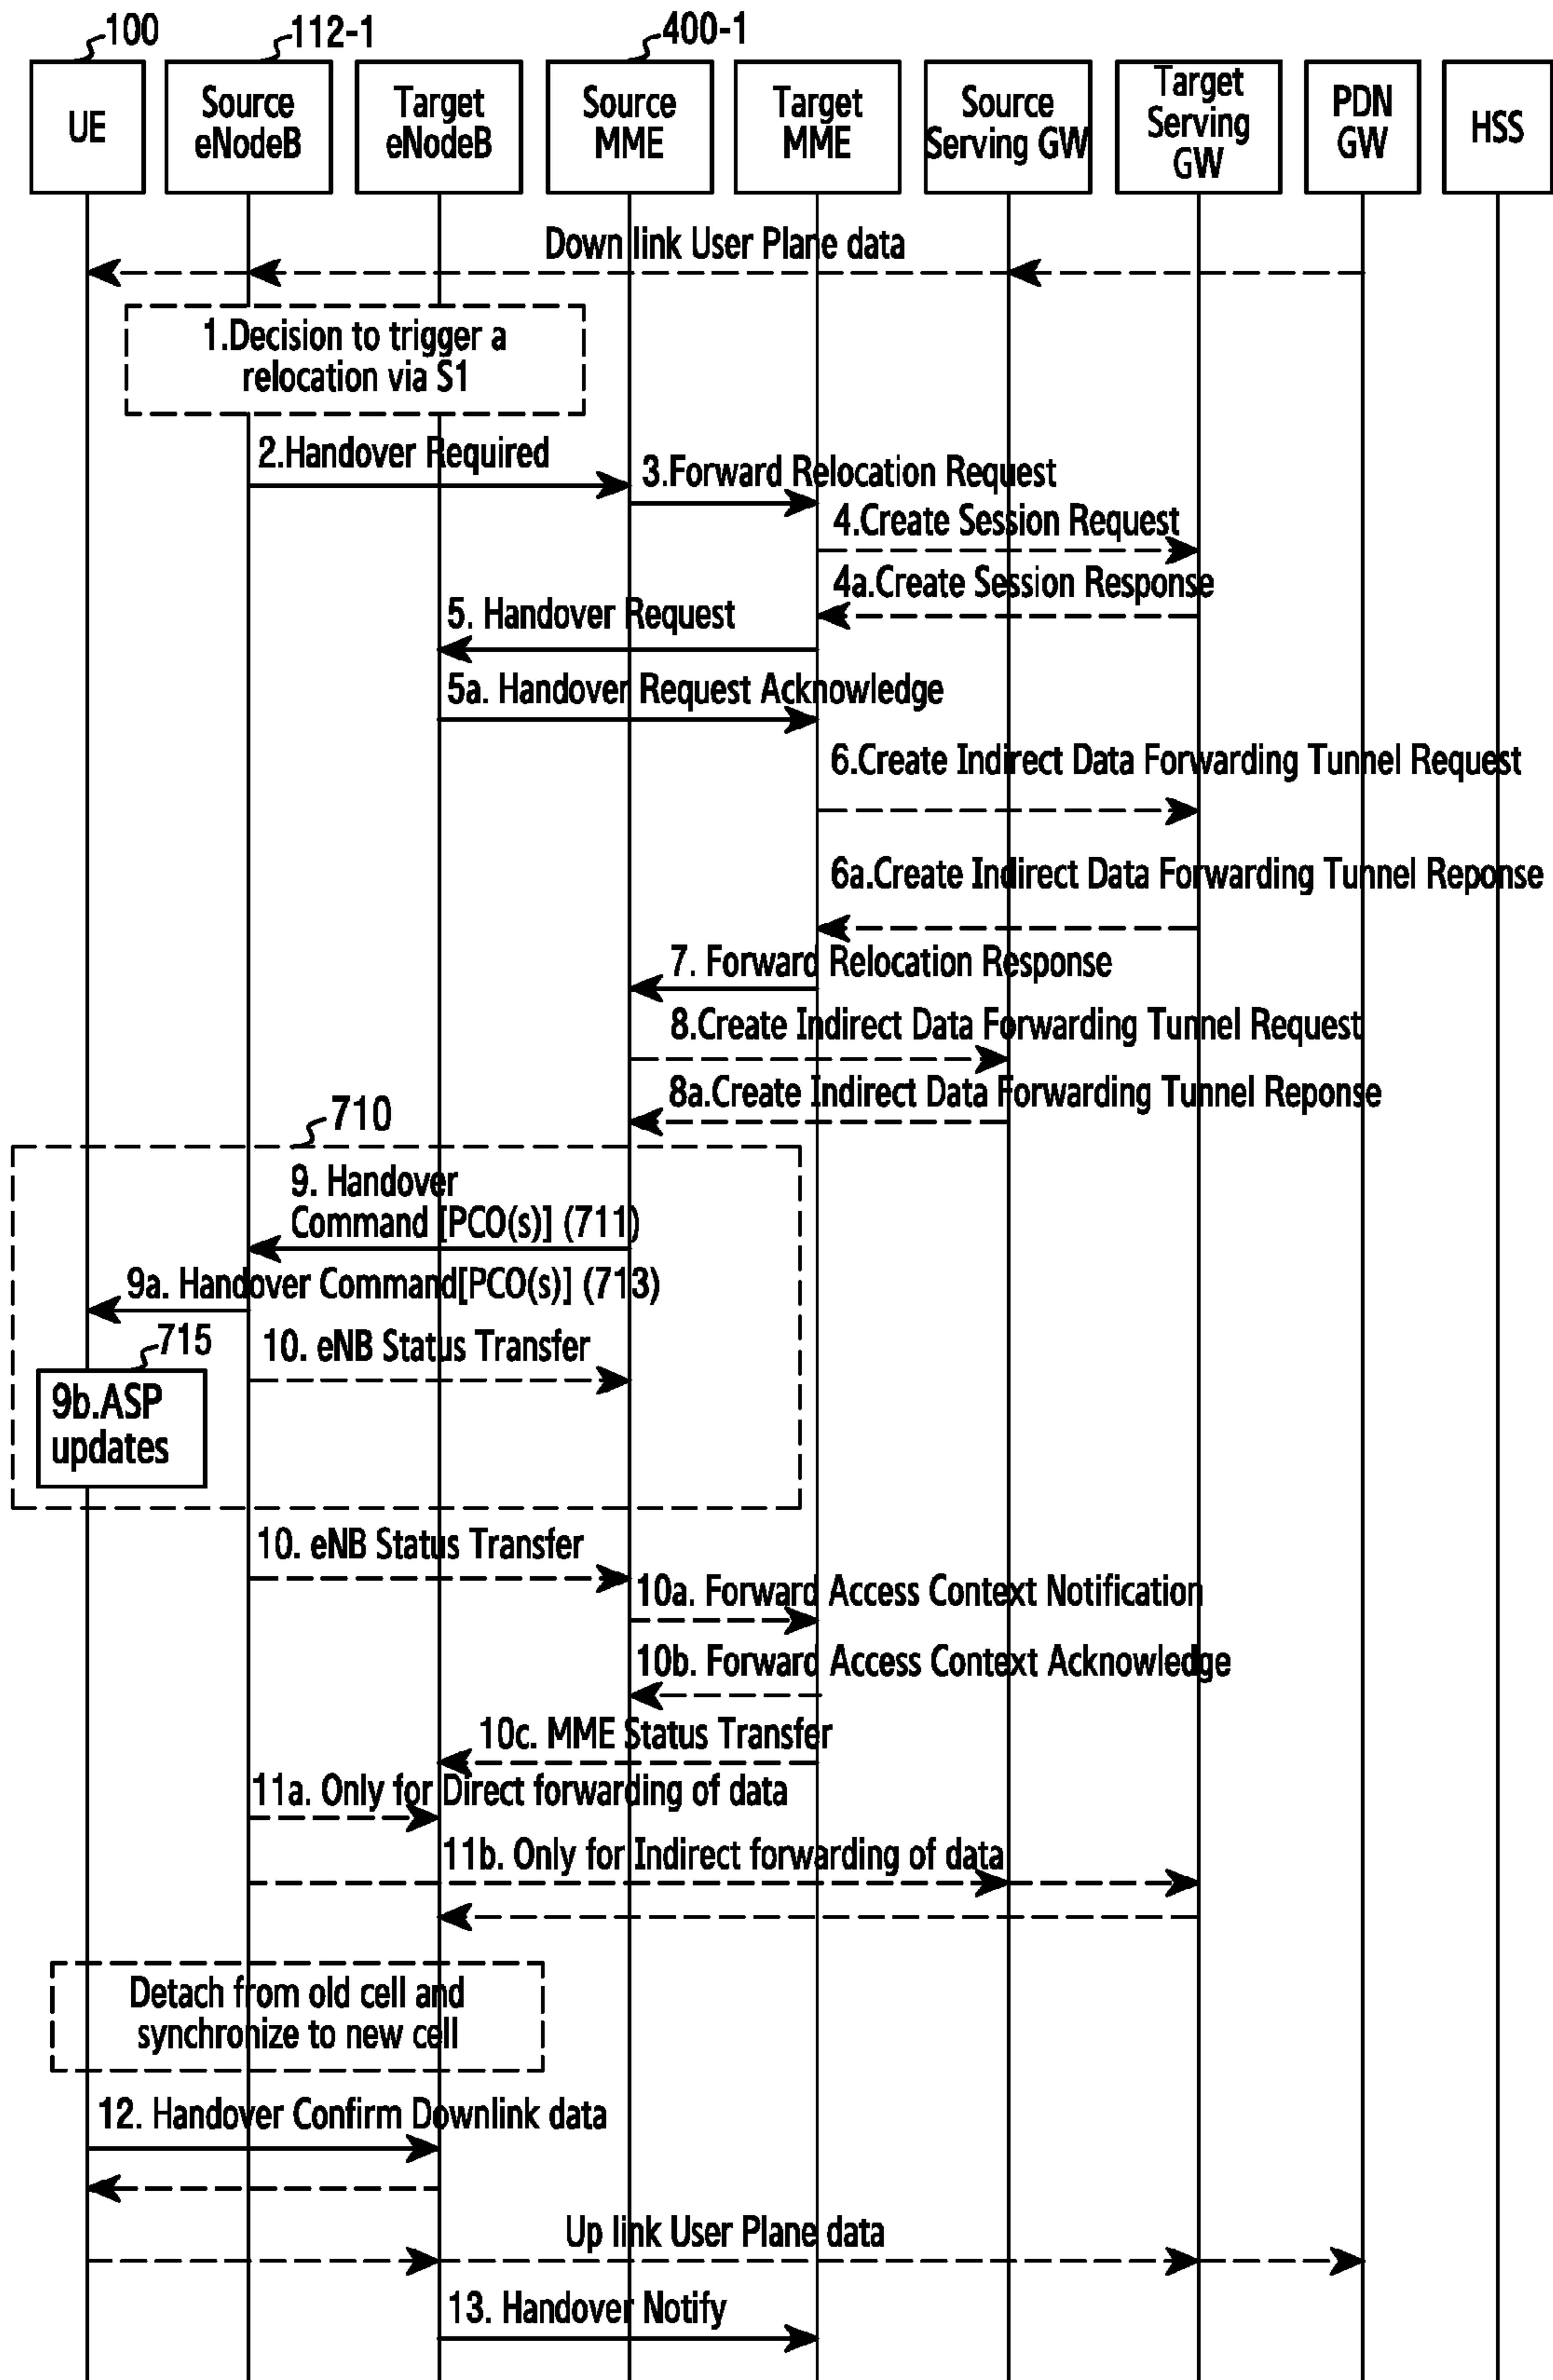 100
112-1
400-1
UE
Source
eNodeB
Target
eNodeB
Source
MME
Target
MME
Source
Serving GW
Target
Serving
GW
PDN
GW
HSS
Down link User Plane data
1.Decision to trigger a
relocation via S1
2.Handover Required
3.Forward Relocation Request
4.Create Session Request
4a.Create Session Response
5. Handover Request
5a. Handover Request Acknowledge
6.Create Indirect Data Forwarding Tunnel Request
6a.Create Indirect Data Forwarding Tunnel Reponse
7. Forward Relocation Response
8.Create Indirect Data Forwarding Tunnel Request
8a.Create Indirect Data Forwarding Tunnel Reponse
710
9. Handover
Command [PCO(s)] (711)
9a. Handover Command[PCO(s)] (713)
715
10. eNB Status Transfer
9b.ASP
updates
10. eNB Status Transfer
10a. Forward Access Context Notification
10b. Forward Access Context Acknowledge
10c. MME Status Transfer
11a. Only for Direct forwarding of data
11b. Only for Indirect forwarding of data
Detach from old cell and
synchronize to new cell
12. Handover Confirm Downlink data
Up link User Plane data
13. Handover Notify